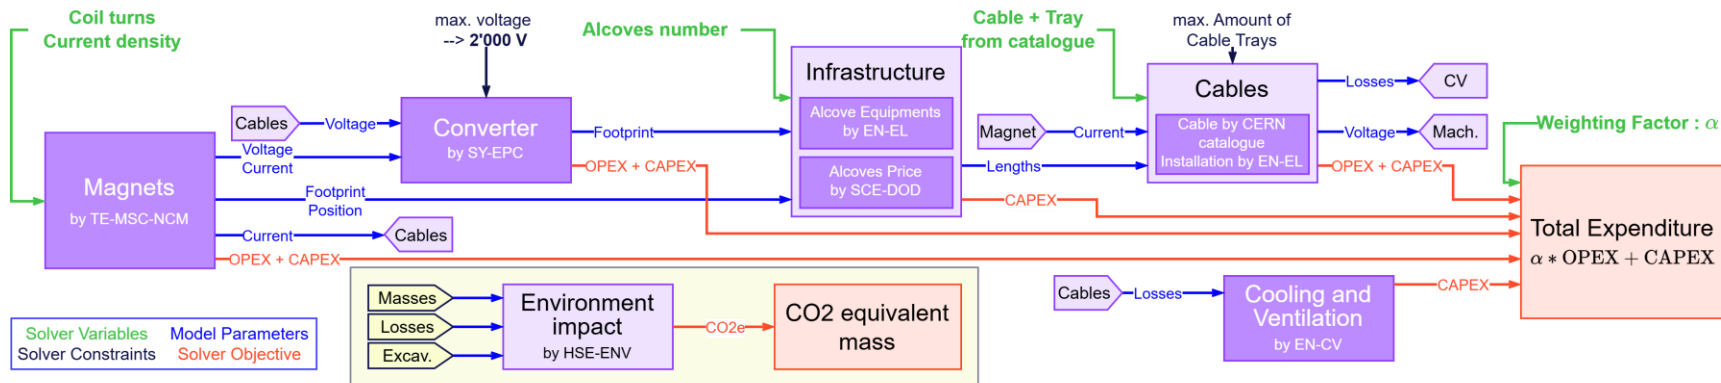 Coil turns
Current density
max. voltage
--> 2'000 V
Alcoves number
Cable + Tray
from catalogue
max. Amount of
Cable Trays
Weighting Factor : α
Cables
Voltage
Converter
by SY-EPC
Footprint
OPEX + CAPEX
Magnets
by TE-MSC-NCM
Voltage
Current
Footprint
Position
Current
Cables
OPEX + CAPEX
Infrastructure
Alcove Equipments
by EN-EL
Alcoves Price
by SCE-DOD
Lengths
CAPEX
Magnet
Current
Cables
Cable by CERN
catalogue
Installation by EN-EL
Losses
CV
Voltage
Mach.
OPEX + CAPEX
Total Expenditure
α ∗ OPEX + CAPEX
Cables
Losses
Cooling and
Ventilation
by EN-CV
CAPEX
Masses
Losses
Excav.
Environment
impact
by HSE-ENV
CO2e
CO2 equivalent
mass
Solver Variables
Model Parameters
Solver Constraints
Solver Objective